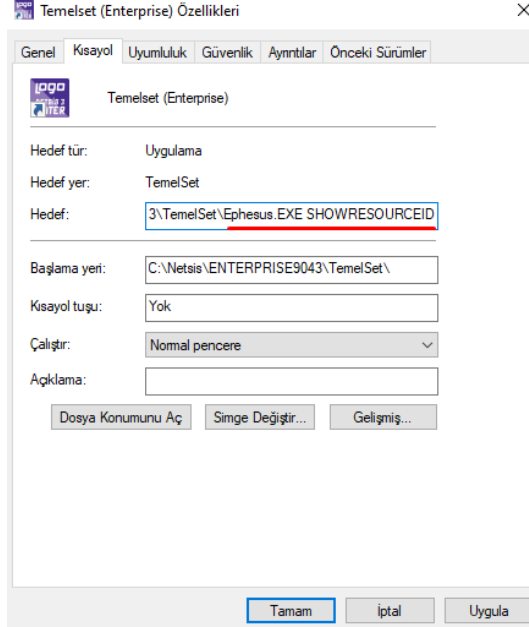 Temelset (Enterprise) Özellikleri
Genel Kısayol Uyumluluk Güvenlik Ayrıntılar Önceki Sürümler
LOGO
Temelset (Enterprise)
Hedef tür: Uygulama
Hedef yer: TemelSet
Hedef: 3\TemelSet\Ephesus.EXE SHOWRESOURCEID
Başlama yeri: C:\Netsis\ENTERPRISE9043\TemelSet\
Kısayol tuşu: Yok
Çalıştır: Normal pencere
Açıklama:
Dosya Konumunu Aç Simge Değiştir... Gelişmiş...
Tamam İptal Uygula